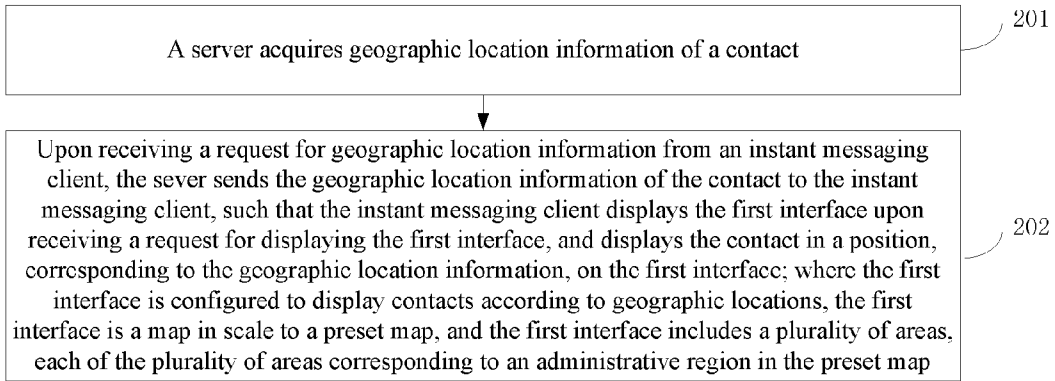 A server acquires geographic location information of a contact
201
Upon receiving a request for geographic location information from an instant messaging
client, the sever sends the geographic location information of the contact to the instant
messaging client, such that the instant messaging client displays the first interface upon
receiving a request for displaying the first interface, and displays the contact in a position,
corresponding to the geographic location information, on the first interface; where the first
interface is configured to display contacts according to geographic locations, the first
interface is a map in scale to a preset map, and the first interface includes a plurality of areas,
each of the plurality of areas corresponding to an administrative region in the preset map
202